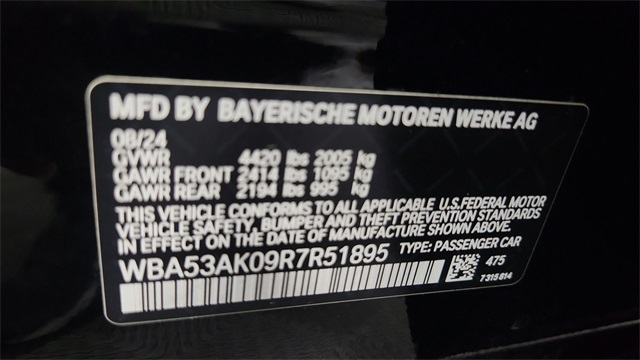 MFD BY BAYERISCHE MOTOREN WERKE AG
08/24
GVWR 4420 lbs 2005 kg
GAWR FRONT 2414 lbs 1095 kg
GAWR REAR 2194 lbs 995 kg
THIS VEHICLE CONFORMS TO ALL APPLICABLE U.S.FEDERAL MOTOR
VEHICLE SAFETY, BUMPER AND THEFT PREVENTION STANDARDS
IN EFFECT ON THE DATE OF MANUFACTURE SHOWN ABOVE.
WBA53AK09R7R51895 TYPE: PASSENGER CAR
475
7315814